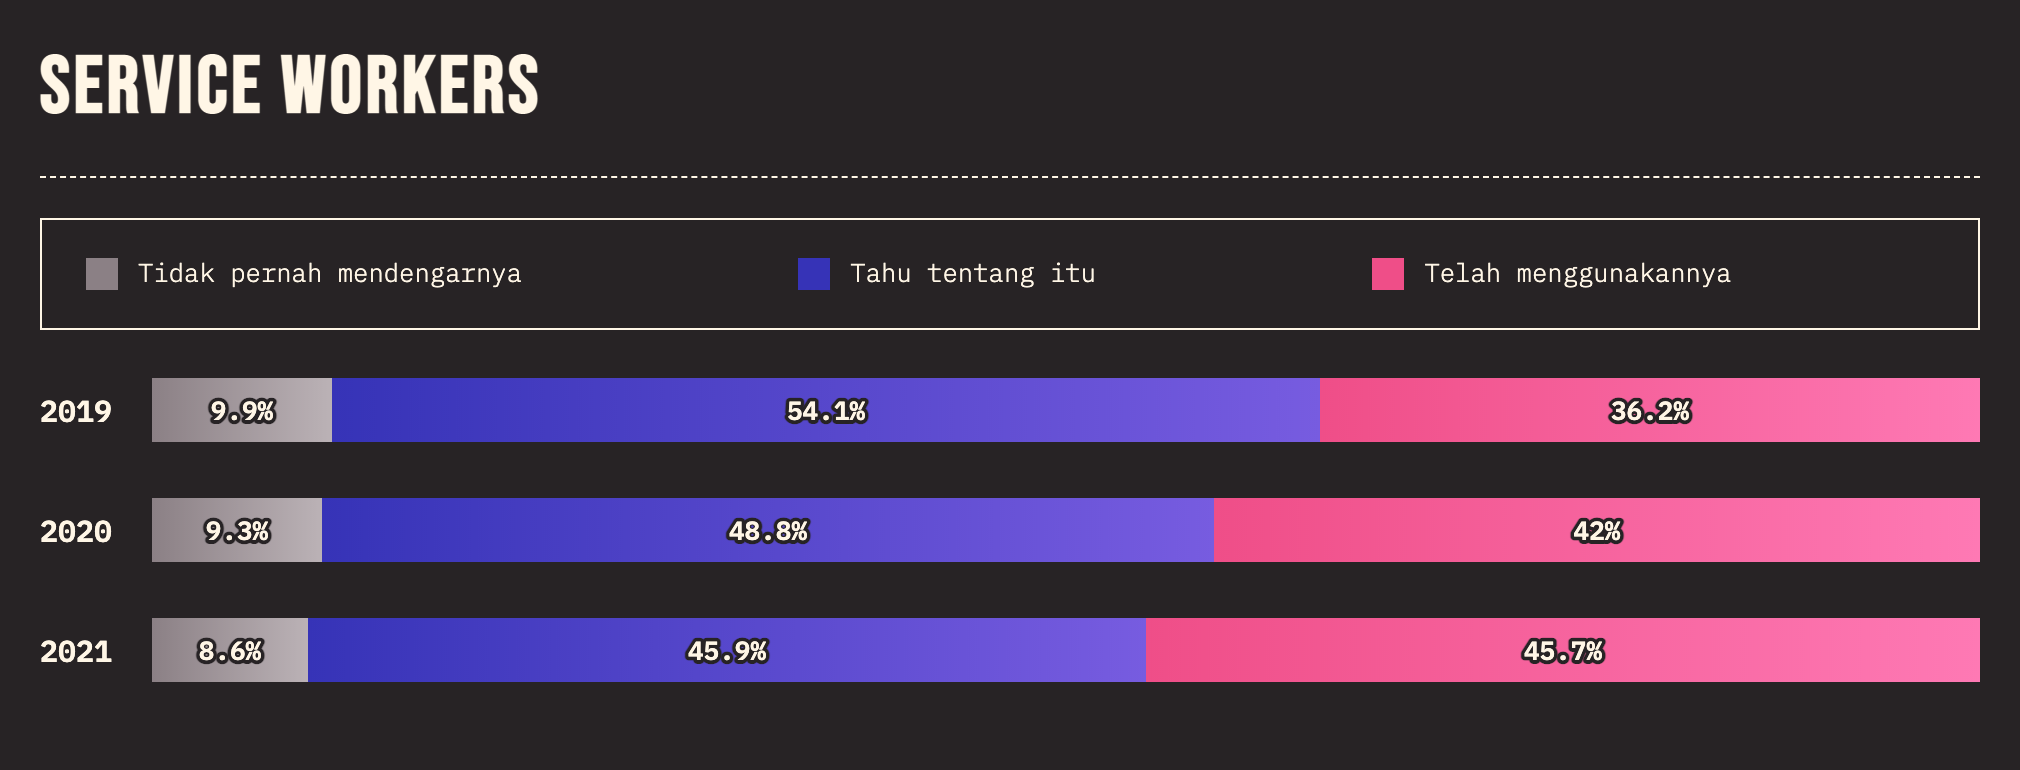 SERVICE WORKERS
Tidak pernah mendengarnya Tahu tentang itu Telah menggunakannya
2019 9.9% 54.1% 36.2%
2020 9.3% 48.8% 42%
2021 8.6% 45.9% 45.7%